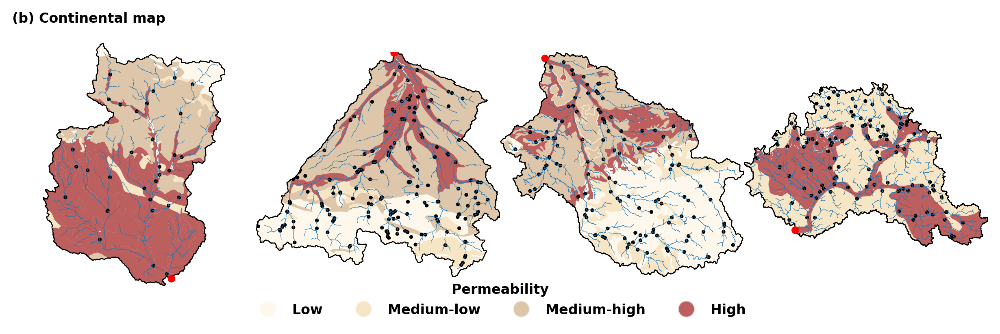 (b) Continental map
Permeability
Low Medium-low Medium-high High